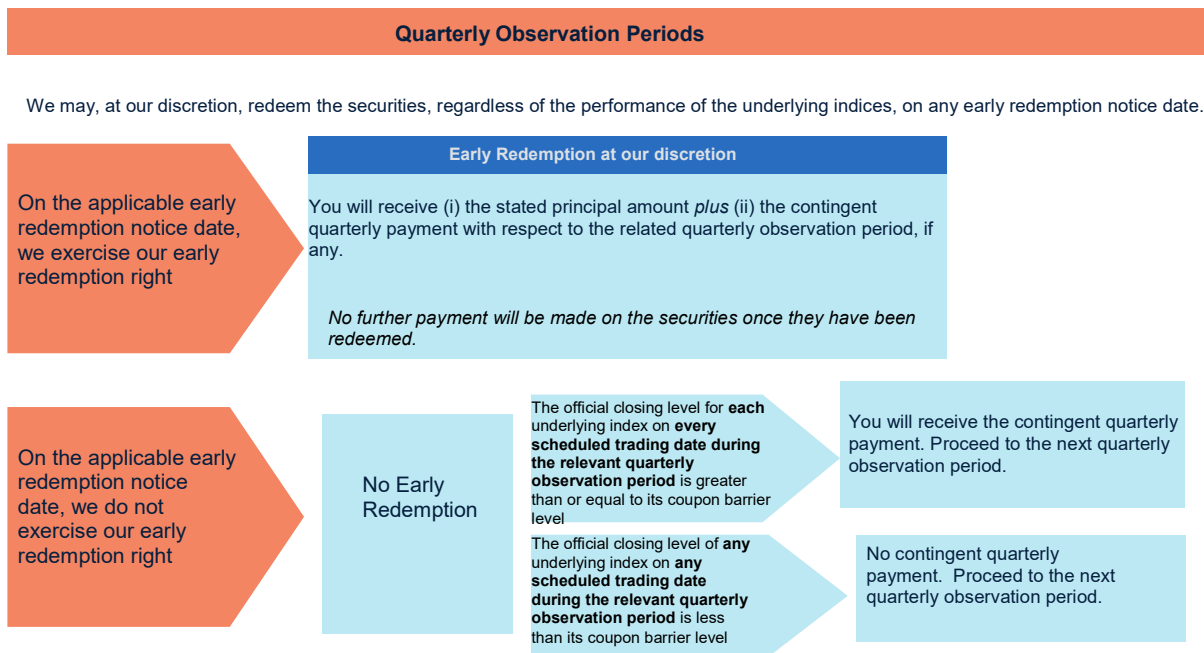 Quarterly Observation Periods
We may, at our discretion, redeem the securities, regardless of the performance of the underlying indices, on any early redemption notice date.
On the applicable early
redemption notice date,
we exercise our early
redemption right
Early Redemption at our discretion
You will receive (i) the stated principal amount plus (ii) the contingent
quarterly payment with respect to the related quarterly observation period, if
any.
No further payment will be made on the securities once they have been
redeemed.
On the applicable early
redemption notice
date, we do not
exercise our early
redemption right
No Early
Redemption
The official closing level for each
underlying index on every
scheduled trading date during
the relevant quarterly
observation period is greater
than or equal to its coupon barrier
level
You will receive the contingent quarterly
payment. Proceed to the next quarterly
observation period.
The official closing level of any
underlying index on any
scheduled trading date
during the relevant quarterly
observation period is less
than its coupon barrier level
No contingent quarterly
payment.  Proceed to the next
quarterly observation period.